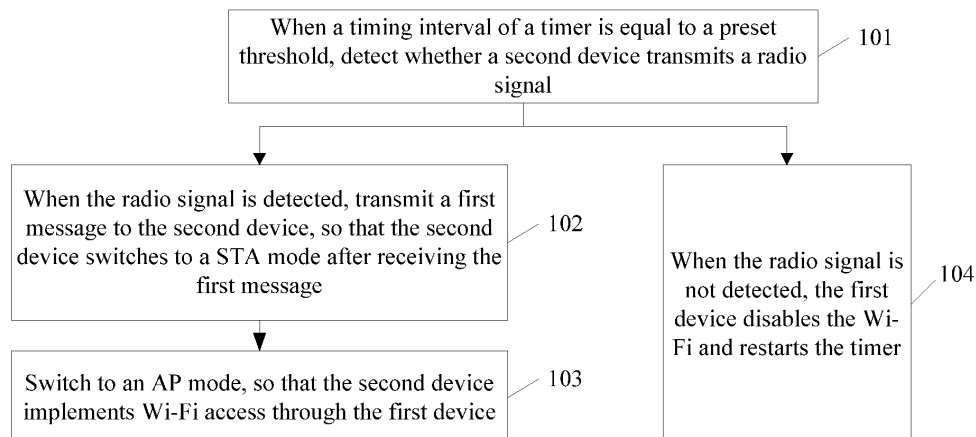 When a timing interval of a timer is equal to a preset
threshold, detect whether a second device transmits a radio
signal
101
When the radio signal is detected, transmit a first
message to the second device, so that the second
device switches to a STA mode after receiving the
first message
102
When the radio signal is
not detected, the first
device disables the Wi-
Fi and restarts the timer
104
Switch to an AP mode, so that the second device
implements Wi-Fi access through the first device
103